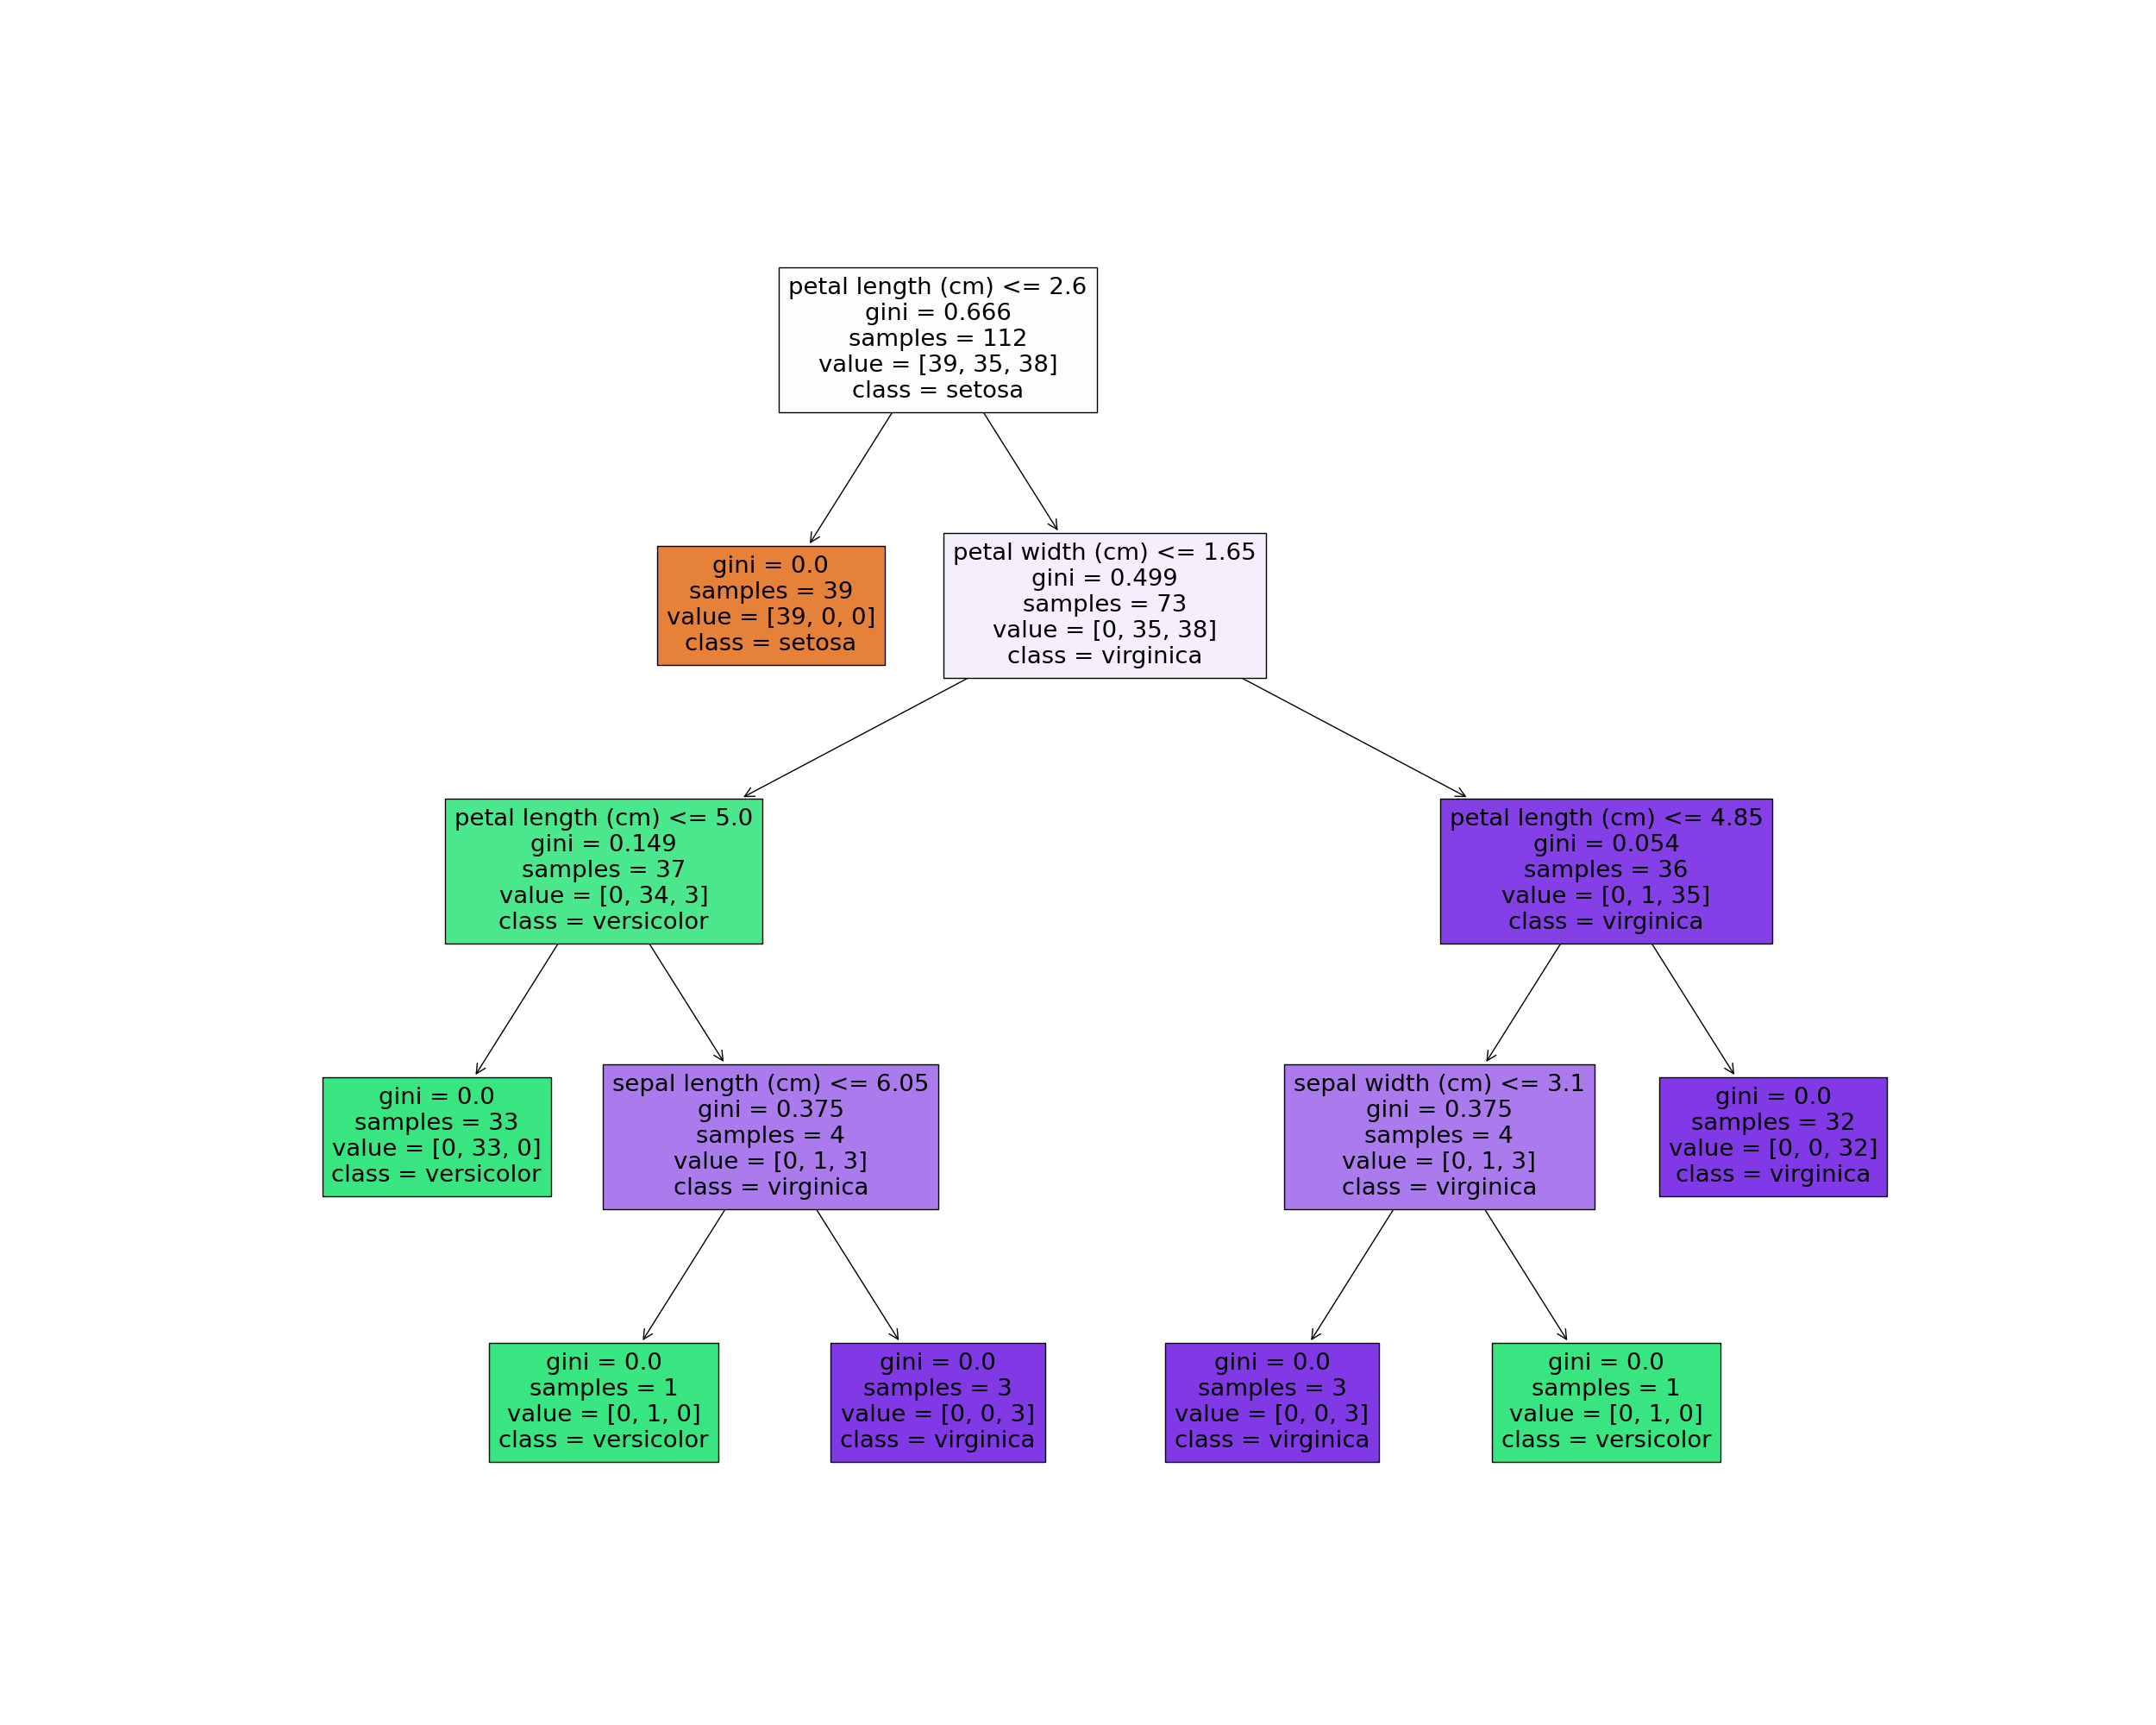 petal length (cm) <= 2.6
gini = 0.666
samples = 112
value = [39, 35, 38]
class = setosa
gini = 0.0
samples = 39
value = [39, 0, 0]
class = setosa
petal width (cm) <= 1.65
gini = 0.499
samples = 73
value = [0, 35, 38]
class = virginica
petal length (cm) <= 5.0
gini = 0.149
samples = 37
value = [0, 34, 3]
class = versicolor
petal length (cm) <= 4.85
gini = 0.054
samples = 36
value = [0, 1, 35]
class = virginica
gini = 0.0
samples = 33
value = [0, 33, 0]
class = versicolor
sepal length (cm) <= 6.05
gini = 0.375
samples = 4
value = [0, 1, 3]
class = virginica
sepal width (cm) <= 3.1
gini = 0.375
samples = 4
value = [0, 1, 3]
class = virginica
gini = 0.0
samples = 32
value = [0, 0, 32]
class = virginica
gini = 0.0
samples = 1
value = [0, 1, 0]
class = versicolor
gini = 0.0
samples = 3
value = [0, 0, 3]
class = virginica
gini = 0.0
samples = 3
value = [0, 0, 3]
class = virginica
gini = 0.0
samples = 1
value = [0, 1, 0]
class = versicolor